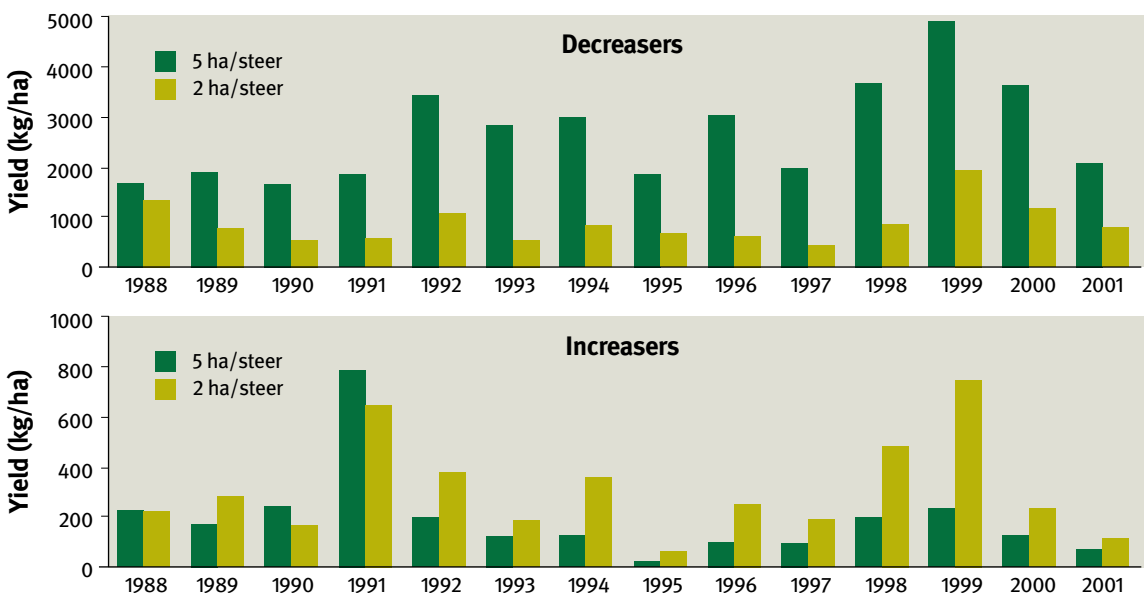 Decreasers
Yield (kg/ha)
5000
4000
3000
2000
1000
0
5 ha/steer
2 ha/steer
1988 1989 1990 1991 1992 1993 1994 1995 1996 1997 1998 1999 2000 2001
Increasers
Yield (kg/ha)
1000
800
600
400
200
0
5 ha/steer
2 ha/steer
1988 1989 1990 1991 1992 1993 1994 1995 1996 1997 1998 1999 2000 2001